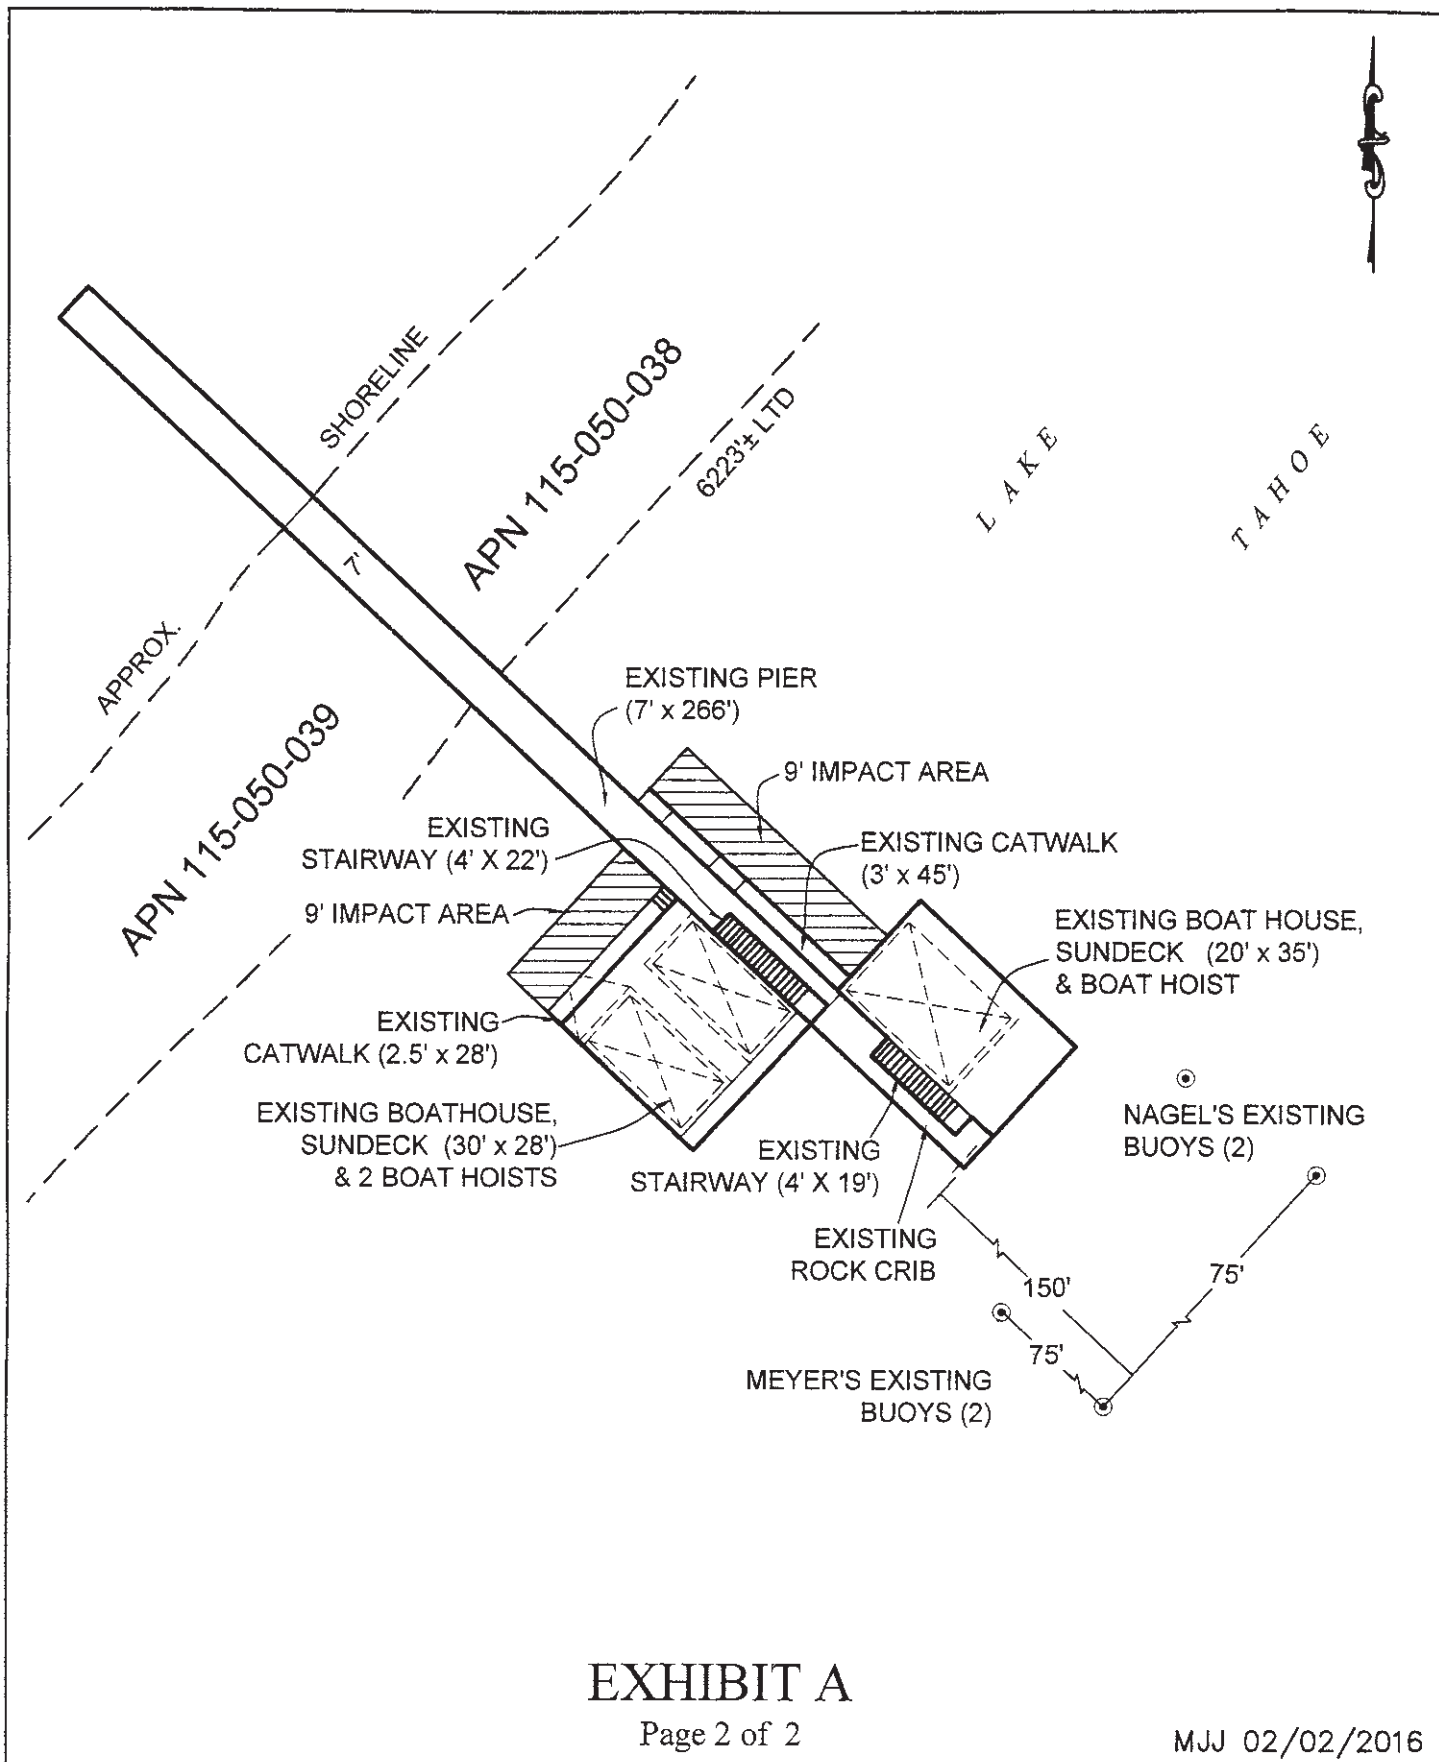 SHORELINE
APPROX.
APN 115-050-038
6223'± LTD
LAKE
TAHOE
7'
APN 115-050-039
EXISTING PIER
(7' x 266')
9' IMPACT AREA
EXISTING
STAIRWAY (4' X 22')
EXISTING CATWALK
(3' x 45')
9' IMPACT AREA
EXISTING BOAT HOUSE,
SUNDECK (20' x 35')
& BOAT HOIST
EXISTING
CATWALK (2.5' x 28')
EXISTING BOATHOUSE,
SUNDECK (30' x 28')
& 2 BOAT HOISTS
NAGEL'S EXISTING
BUOYS (2)
EXISTING
STAIRWAY (4' X 19')
EXISTING
ROCK CRIB
150'
75'
75'
MEYER'S EXISTING
BUOYS (2)
EXHIBIT A
Page 2 of 2
MJJ 02/02/2016